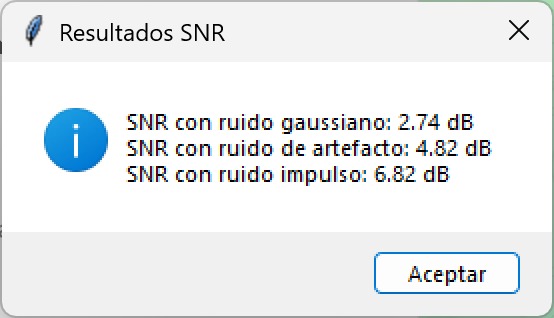 Resultados SNR
SNR con ruido gaussiano: 2.74 dB
SNR con ruido de artefacto: 4.82 dB
SNR con ruido impulso: 6.82 dB
Aceptar